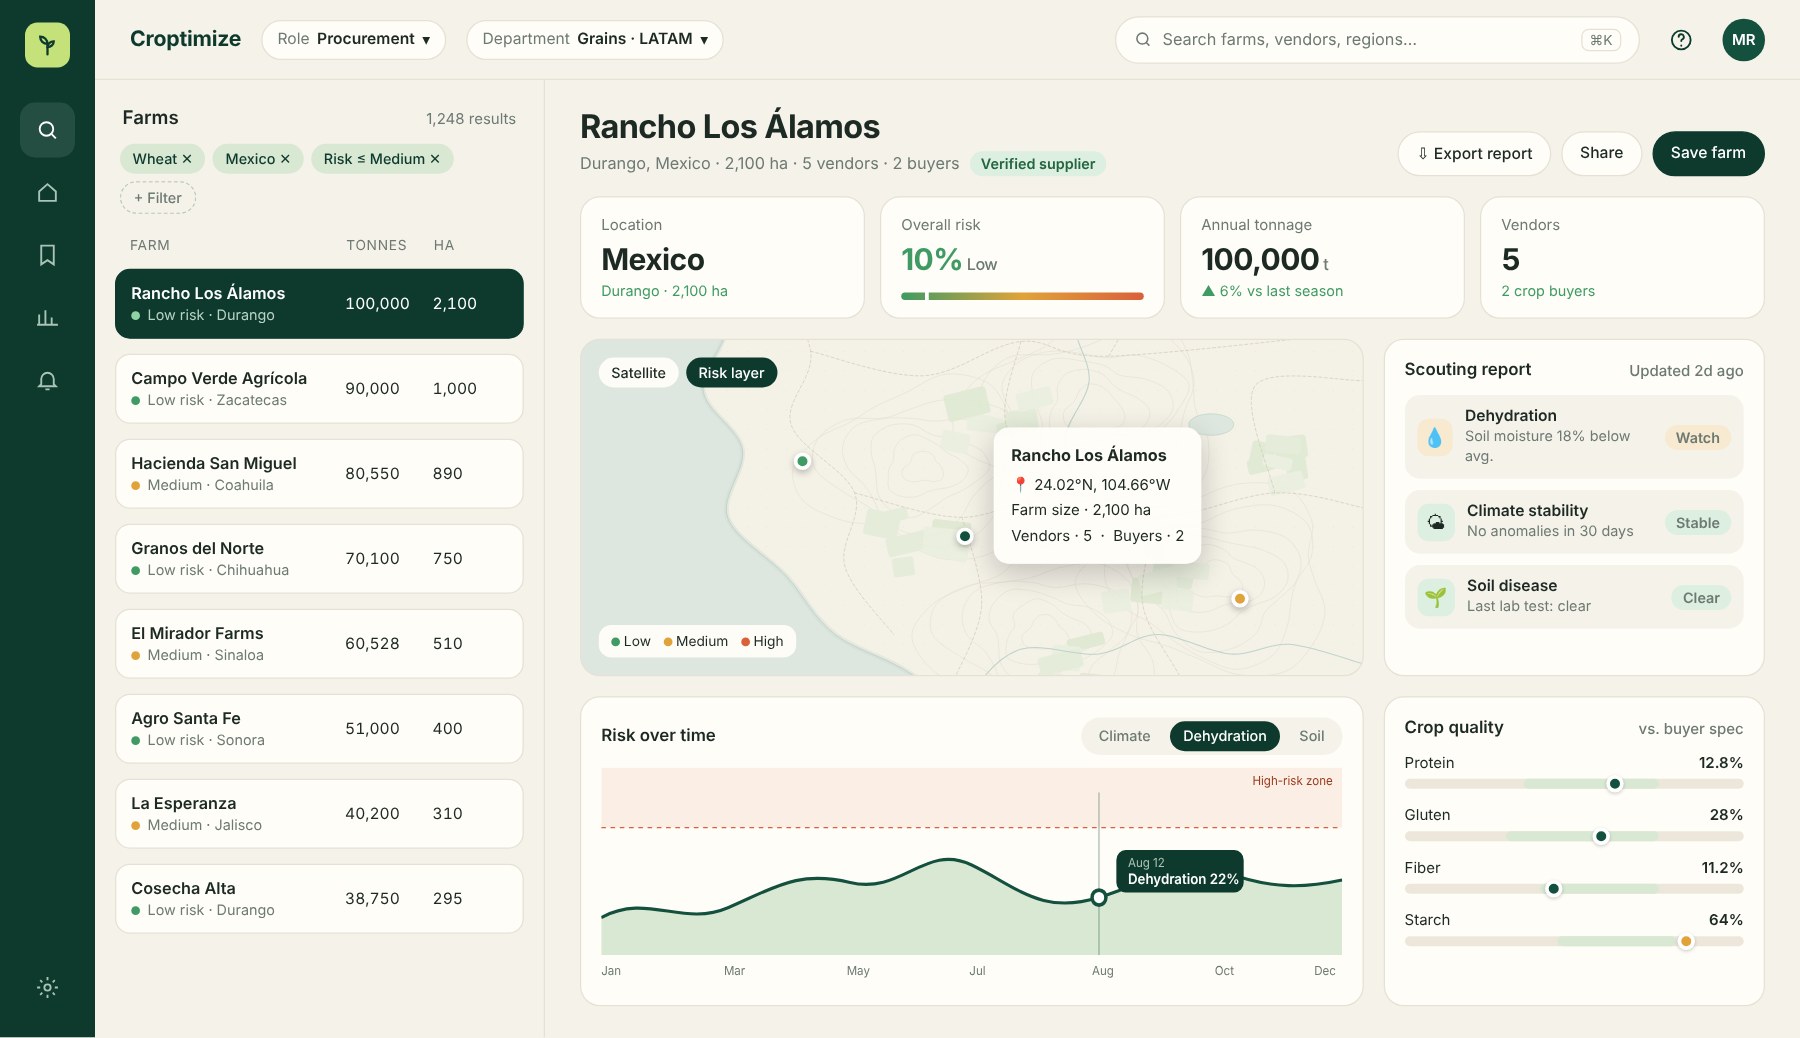 Croptimize
Role Procurement ▾
Department Grains · LATAM ▾
Search farms, vendors, regions...
⌘K
MR
Farms
1,248 results
Wheat ✕
Mexico ✕
Risk ≤ Medium ✕
+ Filter
FARM TONNES HA
Rancho Los Álamos
Low risk · Durango
100,000 2,100
Campo Verde Agrícola
Low risk · Zacatecas
90,000 1,000
Hacienda San Miguel
Medium · Coahuila
80,550 890
Granos del Norte
Low risk · Chihuahua
70,100 750
El Mirador Farms
Medium · Sinaloa
60,528 510
Agro Santa Fe
Low risk · Sonora
51,000 400
La Esperanza
Medium · Jalisco
40,200 310
Cosecha Alta
Low risk · Durango
38,750 295
Rancho Los Álamos
Durango, Mexico · 2,100 ha · 5 vendors · 2 buyers
Verified supplier
⇩ Export report
Share
Save farm
Location
Mexico
Durango · 2,100 ha
Overall risk
10% Low
Annual tonnage
100,000 t
▲ 6% vs last season
Vendors
5
2 crop buyers
Satellite
Risk layer
Rancho Los Álamos
📍 24.02°N, 104.66°W
Farm size · 2,100 ha
Vendors · 5 · Buyers · 2
Low Medium High
Scouting report
Updated 2d ago
Dehydration
Soil moisture 18% below
avg.
Watch
Climate stability
No anomalies in 30 days
Stable
Soil disease
Last lab test: clear
Clear
Risk over time
Climate
Dehydration
Soil
High-risk zone
Aug 12
Dehydration 22%
Jan Mar May Jul Aug Oct Dec
Crop quality
vs. buyer spec
Protein 12.8%
Gluten 28%
Fiber 11.2%
Starch 64%